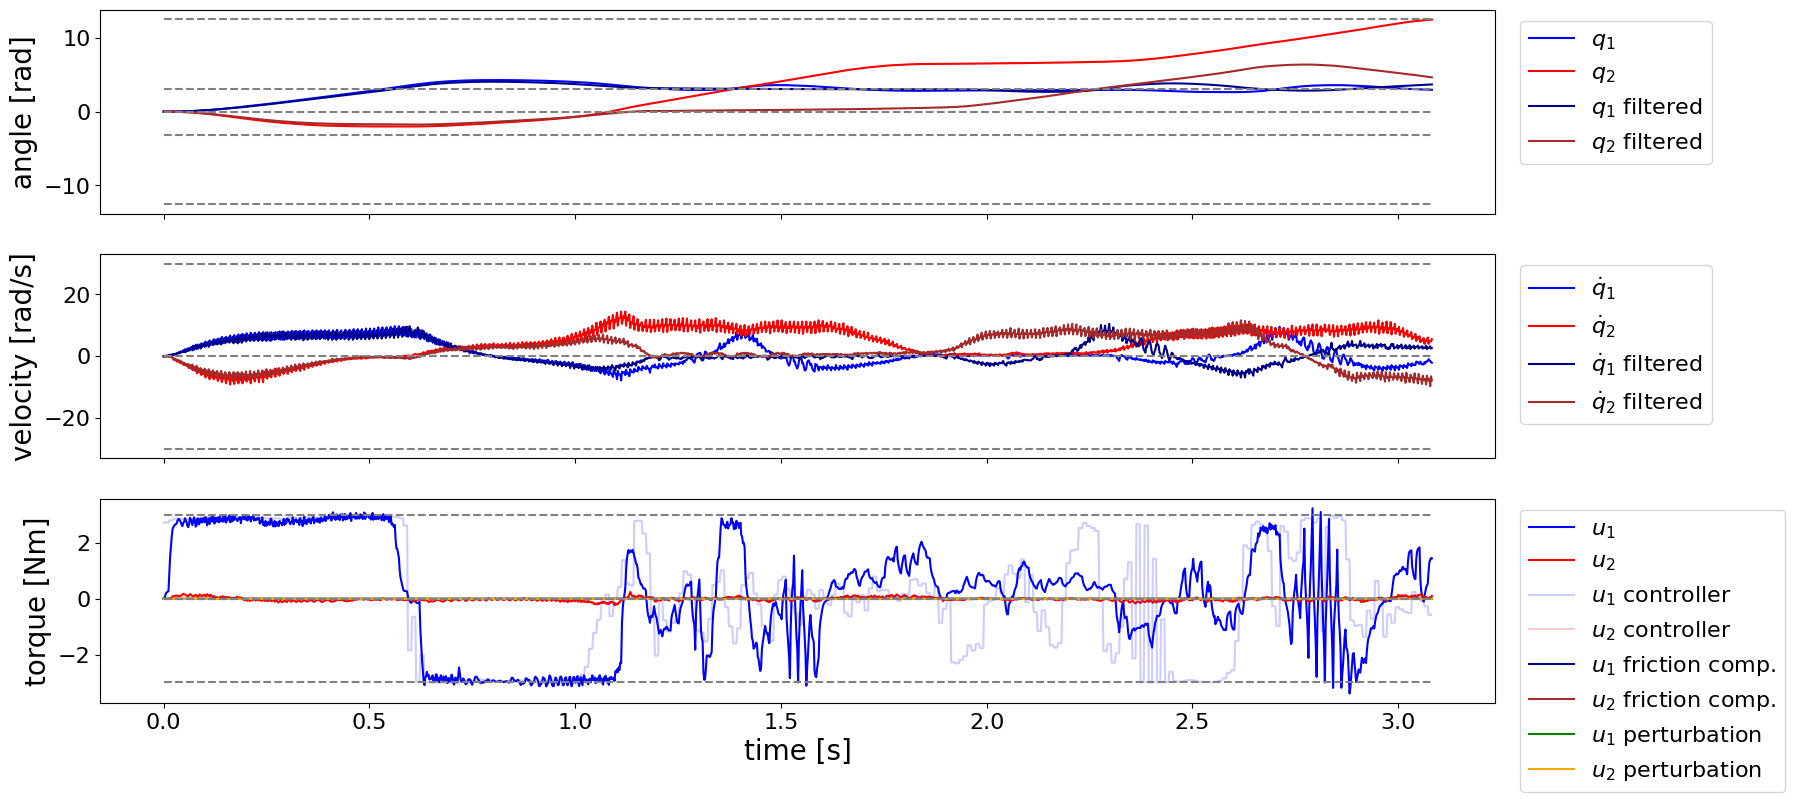 angle [rad]
10
0
−10
q₁
q₂
q₁ filtered
q₂ filtered
velocity [rad/s]
20
0
−20
q̇₁
q̇₂
q̇₁ filtered
q̇₂ filtered
torque [Nm]
2
0
−2
0.0
0.5
1.0
1.5
2.0
2.5
3.0
time [s]
u₁
u₂
u₁ controller
u₂ controller
u₁ friction comp.
u₂ friction comp.
u₁ perturbation
u₂ perturbation